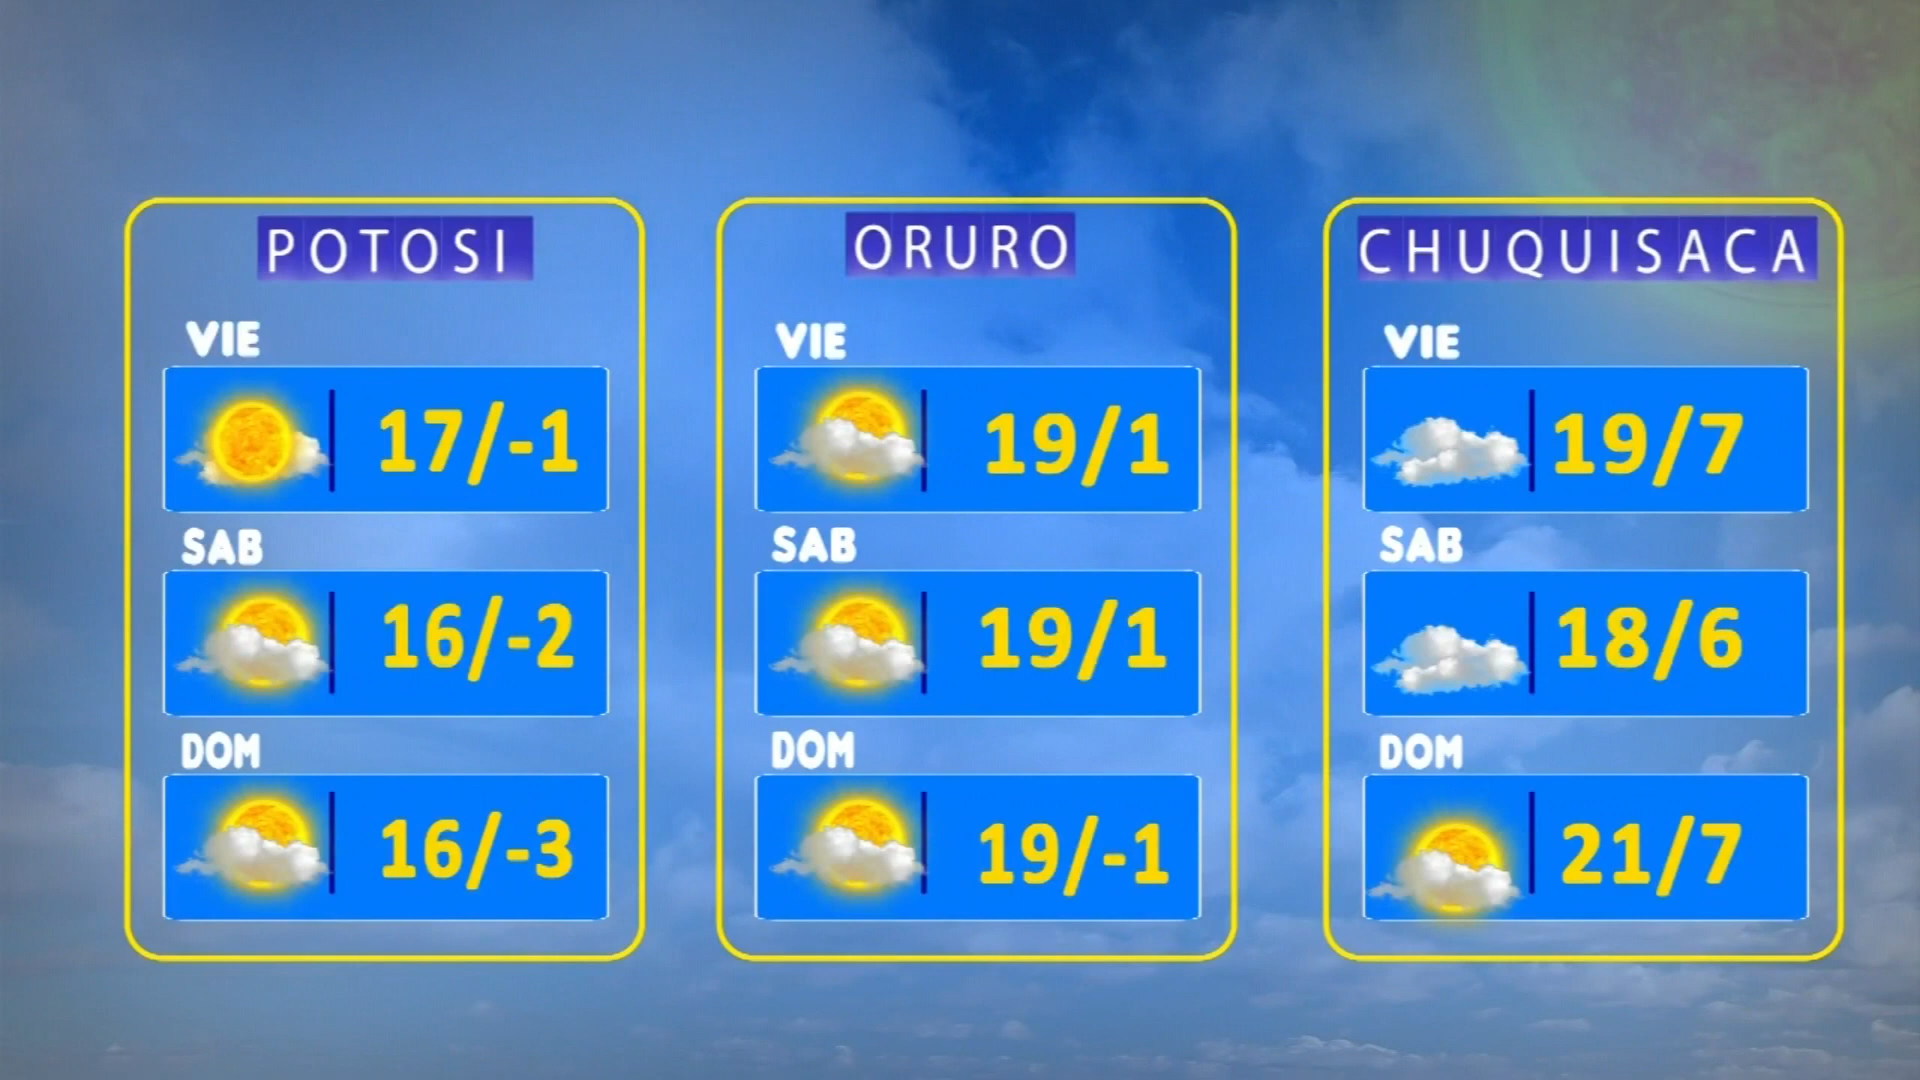 POTOSI
VIE
17/-1
SAB
16/-2
DOM
16/-3
ORURO
VIE
19/1
SAB
19/1
DOM
19/-1
CHUQUISACA
VIE
19/7
SAB
18/6
DOM
21/7